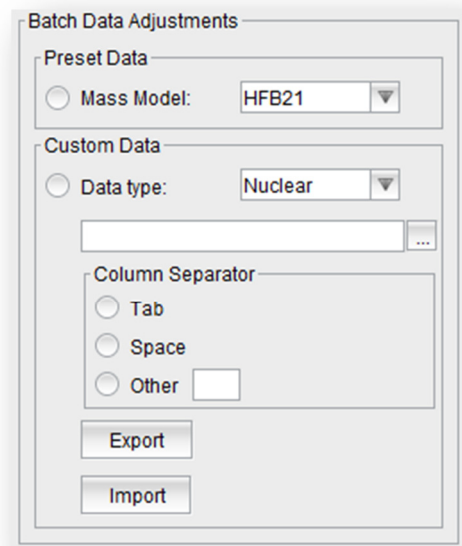 Batch Data Adjustments
Preset Data
Mass Model: HFB21
Custom Data
Data type: Nuclear
...
Column Separator
Tab
Space
Other
Export
Import